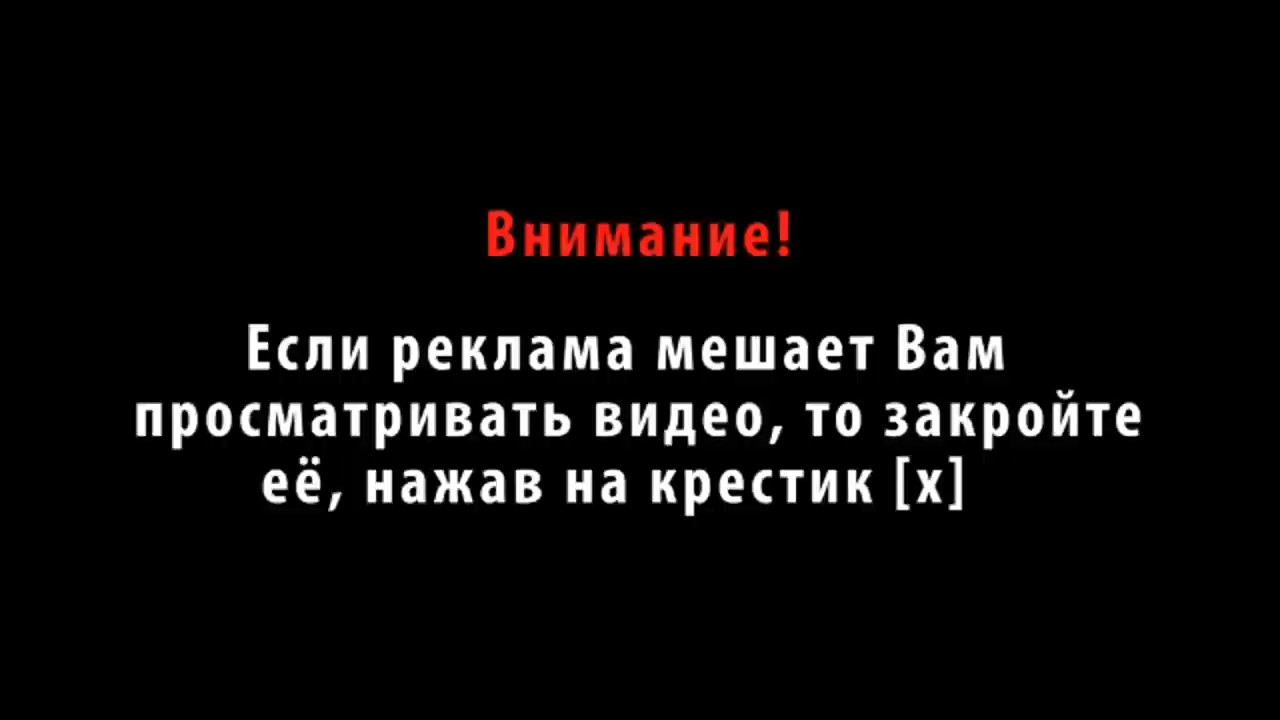 Внимание!
Если реклама мешает Вам
просматривать видео, то закройте
её, нажав на крестик [x]